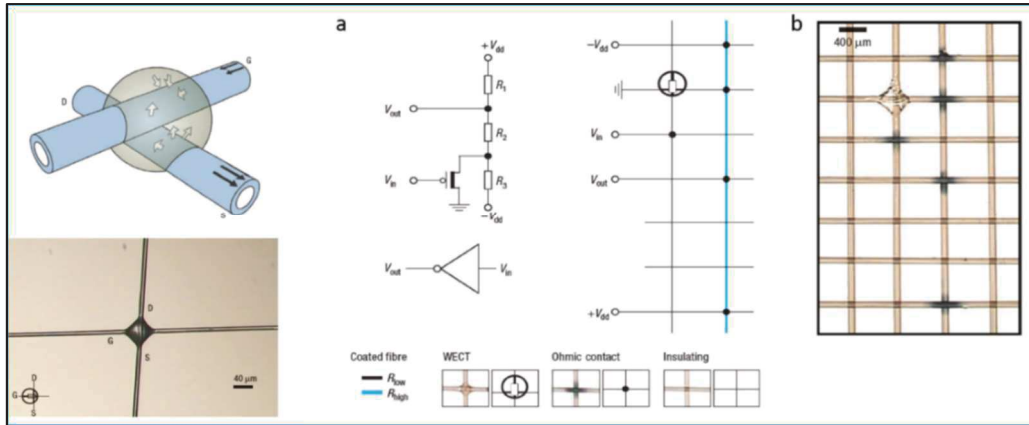 G
D
D
G
S
40 μm
D
G
S
a
+Vdd
R1
Vout
R2
Vin
R3
−Vdd
Vout
Vin
−Vdd
Vin
Vout
+Vdd
Coated fibre
Rlow
Rhigh
WECT
Ohmic contact
Insulating
b
400 μm